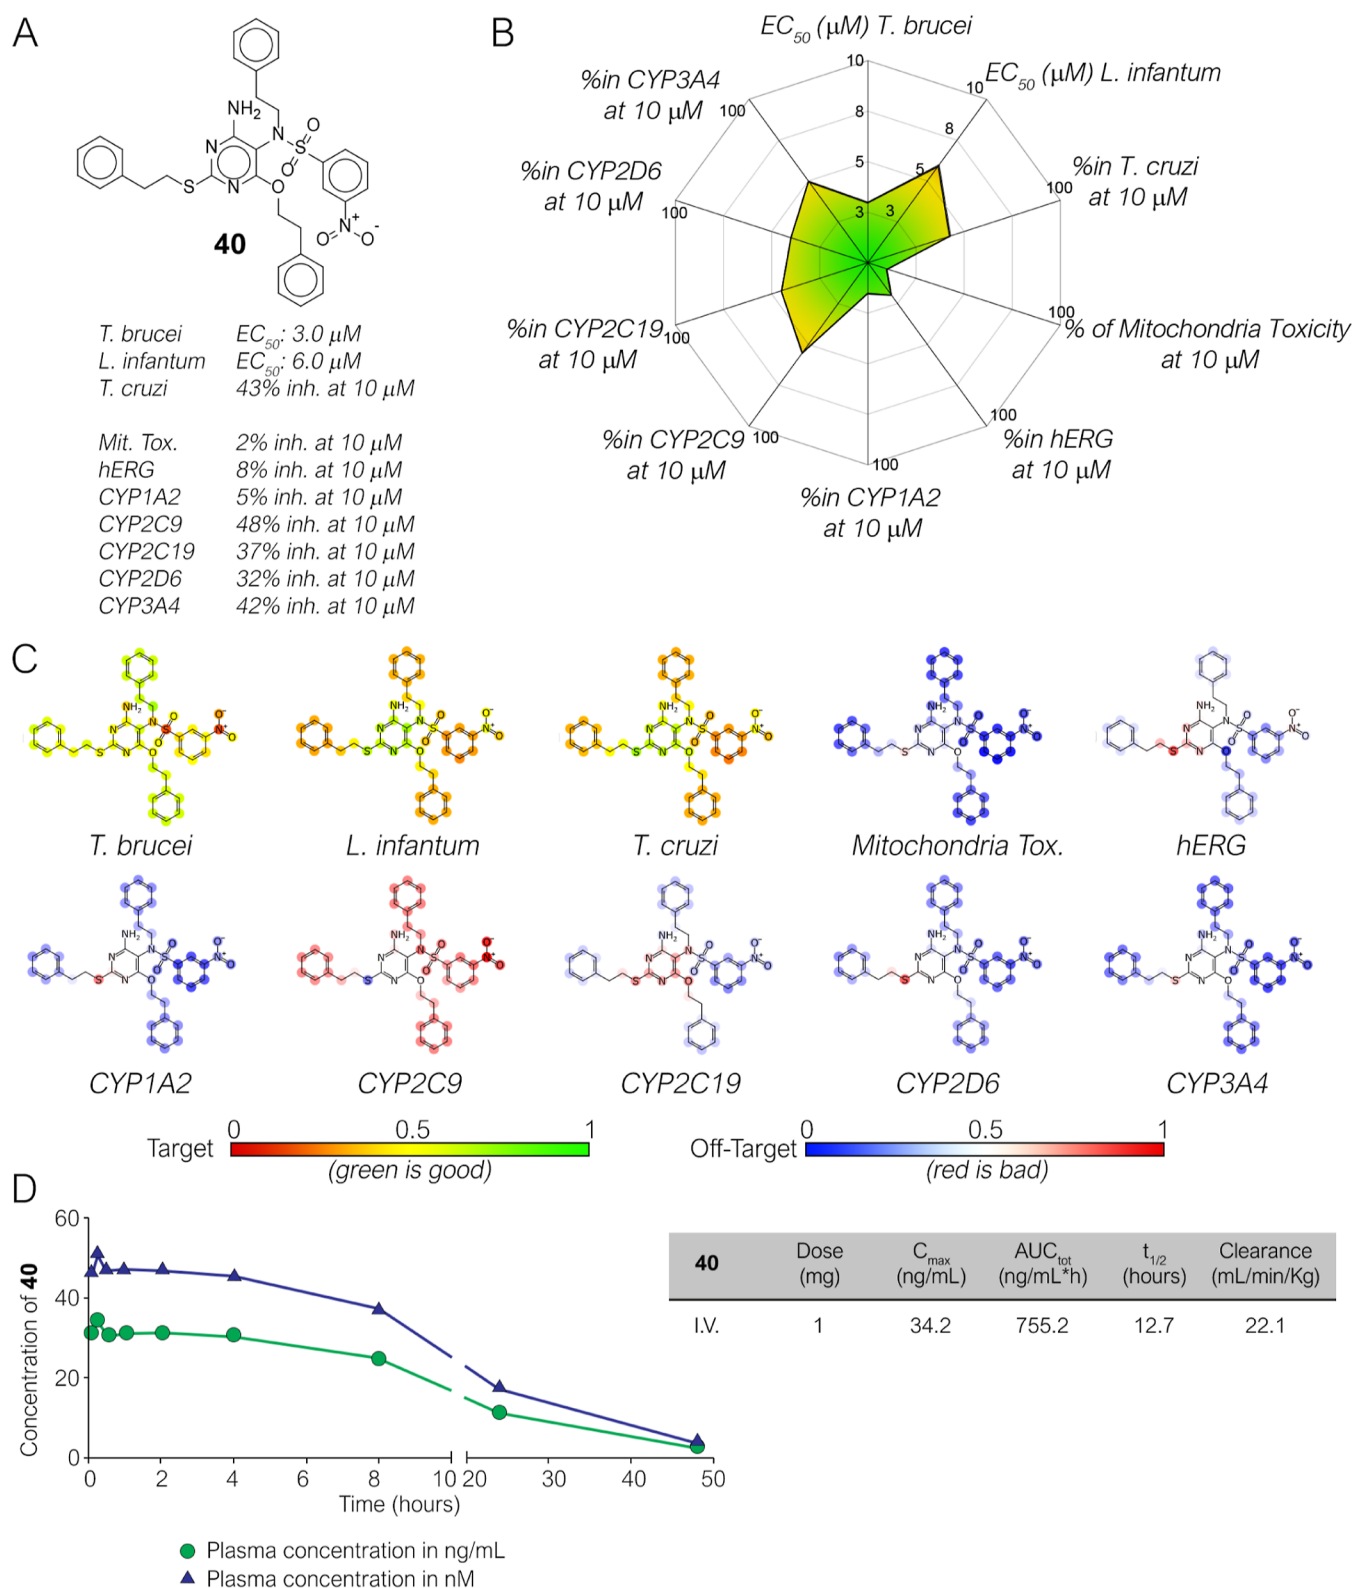 A
NH2
N
N
N
S
O
O
S
O
N+
O
O-
40
T. brucei EC50: 3.0 μM
L. infantum EC50: 6.0 μM
T. cruzi 43% inh. at 10 μM
Mit. Tox. 2% inh. at 10 μM
hERG 8% inh. at 10 μM
CYP1A2 5% inh. at 10 μM
CYP2C9 48% inh. at 10 μM
CYP2C19 37% inh. at 10 μM
CYP2D6 32% inh. at 10 μM
CYP3A4 42% inh. at 10 μM
B
EC50 (μM) T. brucei
10
8
5
3
EC50 (μM) L. infantum
10
8
5
3
%in T. cruzi
at 10 μM
100
% of Mitochondria Toxicity
at 10 μM
100
%in hERG
at 10 μM
100
%in CYP1A2
at 10 μM
100
%in CYP2C9
at 10 μM
100
%in CYP2C19
at 10 μM
100
%in CYP2D6
at 10 μM
100
%in CYP3A4
at 10 μM
100
C
T. brucei L. infantum T. cruzi Mitochondria Tox. hERG
CYP1A2 CYP2C9 CYP2C19 CYP2D6 CYP3A4
Target 0 0.5 1
(green is good)
Off-Target 0 0.5 1
(red is bad)
D
60
40
20
0
Concentration of 40
0 2 4 6 8 10 20 30 40 50
Time (hours)
Plasma concentration in ng/mL
Plasma concentration in nM
40 Dose Cmax AUCtot t1/2 Clearance
(mg) (ng/mL) (ng/mL*h) (hours) (mL/min/Kg)
I.V. 1 34.2 755.2 12.7 22.1